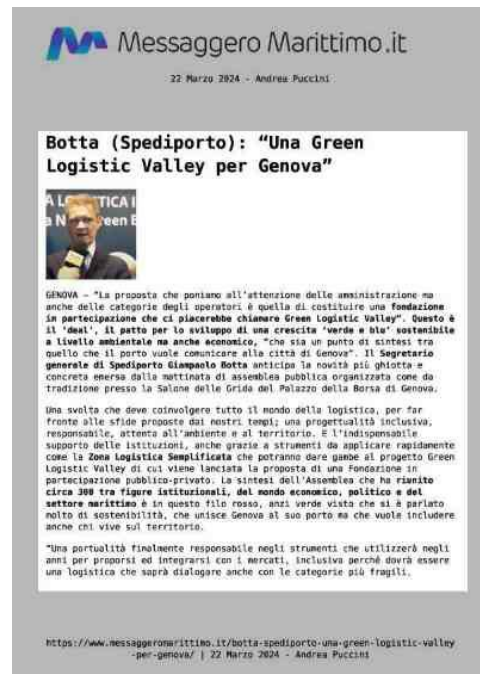 Messaggero Marittimo.it
22 Marzo 2024 - Andrea Puccini
Botta (Spediporto): “Una Green
Logistic Valley per Genova”
GENOVA – “La proposta che poniamo all’attenzione delle amministrazione ma
anche delle categorie degli operatori è quella di costituire una fondazione
in partecipazione che ci piacerebbe chiamare Green Logistic Valley”. Questo è
il ‘deal’, il patto per lo sviluppo di una crescita ‘verde e blu’ sostenibile
a livello ambientale ma anche economico, “che sia un punto di sintesi tra
quello che il porto vuole comunicare alla città di Genova”. Il Segretario
generale di Spediporto Giampaolo Botta anticipa la novità più ghiotta e
concreta emersa dalla mattinata di assemblea pubblica organizzata come da
tradizione presso la Salone delle Grida del Palazzo della Borsa di Genova.
Una svolta che deve coinvolgere tutto il mondo della logistica, per far
fronte alle sfide proposte dai nostri tempi; una progettualità inclusiva,
responsabile, attenta all’ambiente e al territorio. E l’indispensabile
supporto delle istituzioni, anche grazie a strumenti da applicare rapidamente
come la Zona Logistica Semplificata che potranno dare gambe al progetto Green
Logistic Valley di cui viene lanciata la proposta di una Fondazione in
partecipazione pubblico-privato. La sintesi dell’Assemblea che ha riunito
circa 300 tra figure istituzionali, del mondo economico, politico e del
settore marittimo è in questo filo rosso, anzi verde visto che si è parlato
molto di sostenibilità, che unisce Genova al suo porto ma che vuole includere
anche chi vive sul territorio.
“Una portualità finalmente responsabile negli strumenti che utilizzerà negli
anni per proporsi ed integrarsi con i mercati, inclusiva perché dovrà essere
una logistica che saprà dialogare anche con le categorie più fragili,
https://www.messaggeromarittimo.it/botta-spediporto-una-green-logistic-valley
-per-genova/ | 22 Marzo 2024 - Andrea Puccini